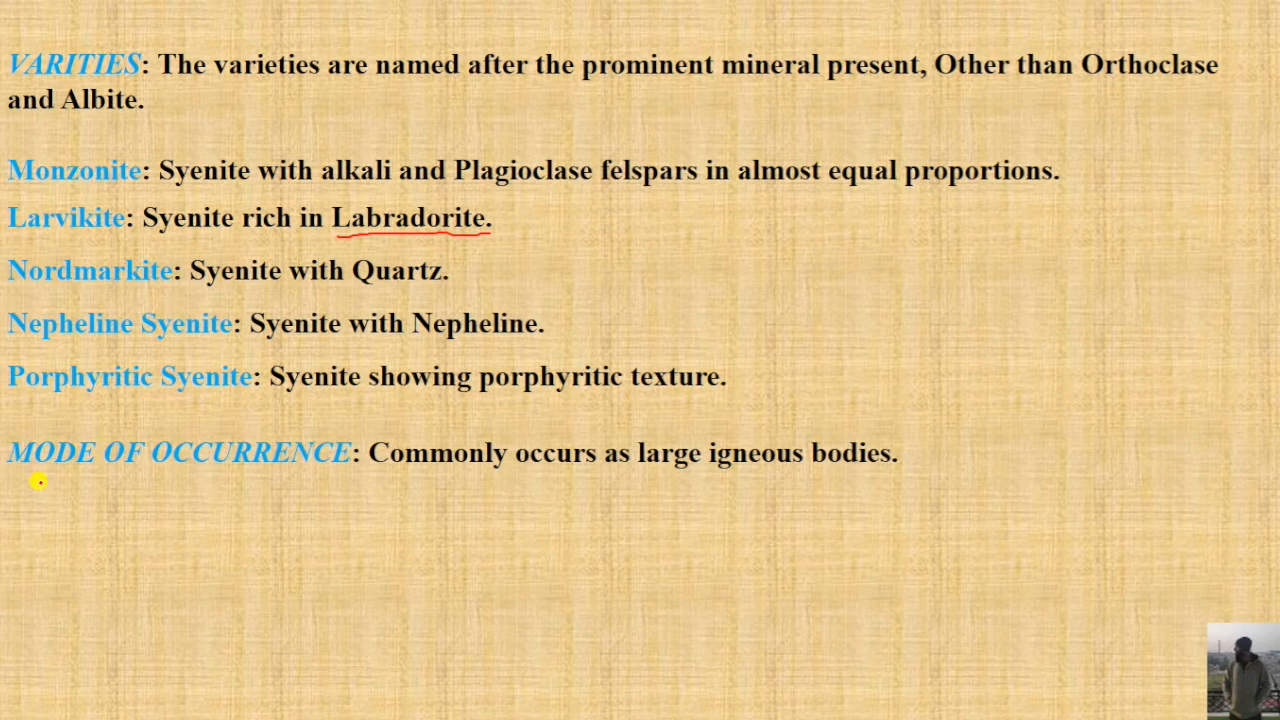 VARITIES: The varieties are named after the prominent mineral present, Other than Orthoclase
and Albite.
Monzonite: Syenite with alkali and Plagioclase felspars in almost equal proportions.
Larvikite: Syenite rich in Labradorite.
Nordmarkite: Syenite with Quartz.
Nepheline Syenite: Syenite with Nepheline.
Porphyritic Syenite: Syenite showing porphyritic texture.
MODE OF OCCURRENCE: Commonly occurs as large igneous bodies.